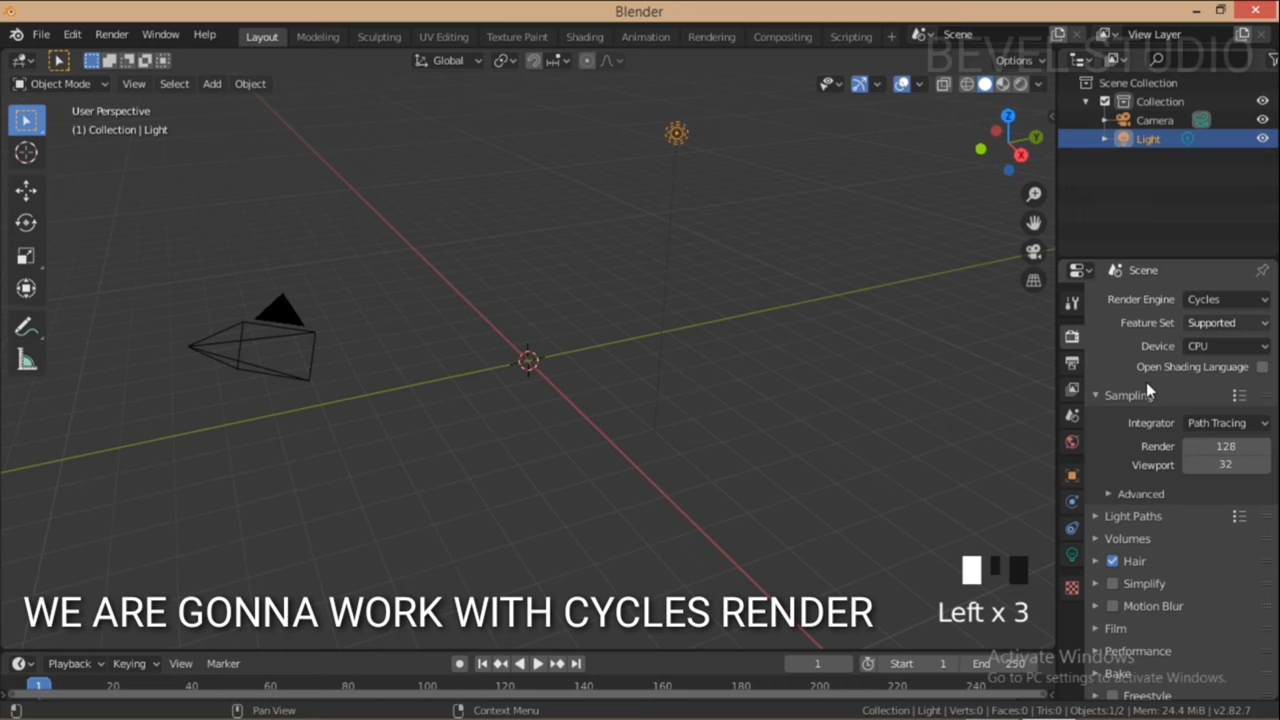 Blender
File Edit Render Window Help Layout Modeling Sculpting UV Editing Texture Paint Shading Animation Rendering Compositing Scripting + Scene View Layer
BEVEL STUDIO
Global Options
Object Mode View Select Add Object
User Perspective
(1) Collection | Light
Z
Y
X
Scene Collection
Collection
Camera
Light
Scene
Render Engine Cycles
Feature Set Supported
Device CPU
Open Shading Language
Sampling
Integrator Path Tracing
Render 128
Viewport 32
Advanced
Light Paths
Volumes
Hair
Simplify
Motion Blur
Film
Performance
Bake
Freestyle
WE ARE GONNA WORK WITH CYCLES RENDER
Left x 3
Activate Windows
Go to PC settings to activate Windows.
Playback Keying View Marker 1 Start 1 End 250
1 20 40 60 80 100 120 140 160 180 200 220 240
Pan View Context Menu Collection | Light | Verts:0 | Faces:0 | Tris:0 | Objects:1/2 | Mem: 24.4 MiB | v2.82.7